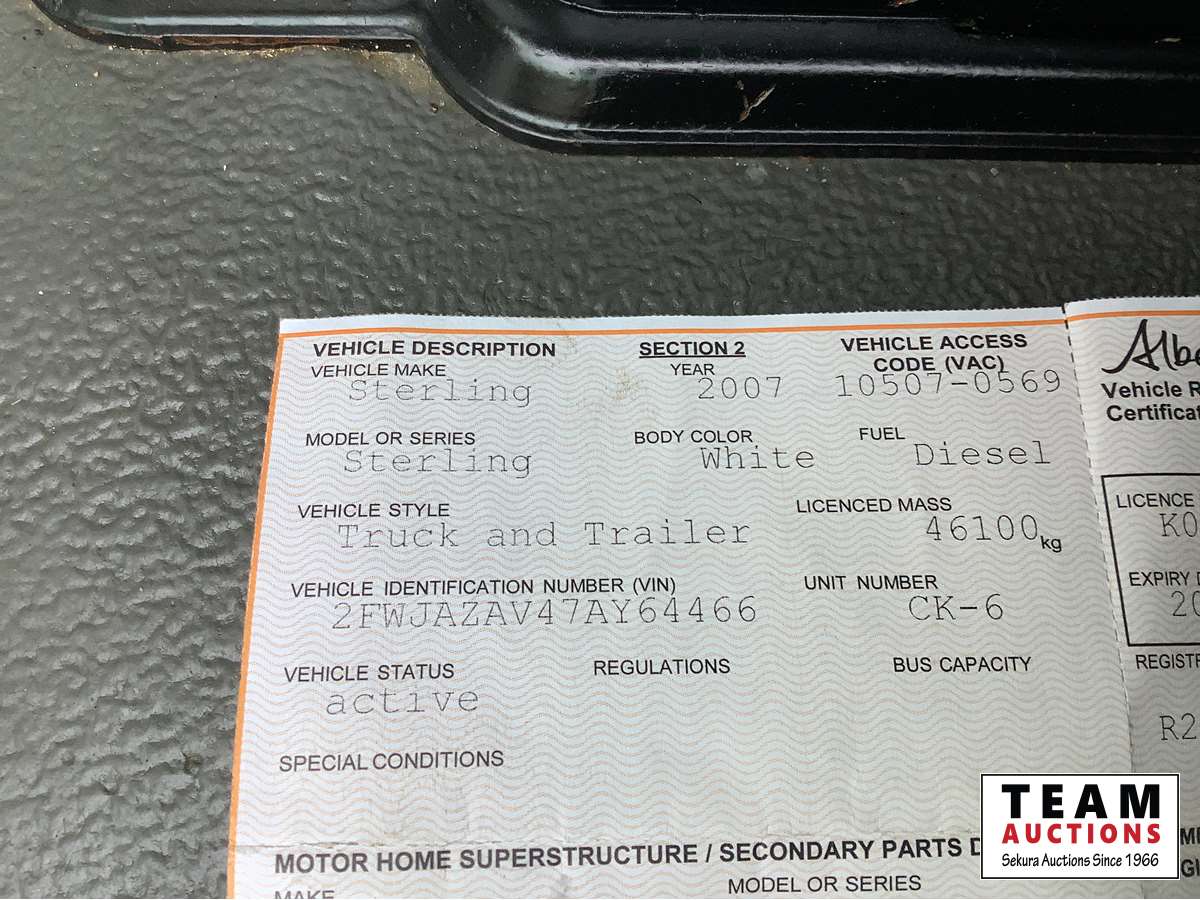 VEHICLE DESCRIPTION SECTION 2 VEHICLE ACCESS
CODE (VAC)
VEHICLE MAKE YEAR
Sterling 2007 10507-0569
MODEL OR SERIES BODY COLOR FUEL
Sterling White Diesel
VEHICLE STYLE LICENCED MASS
Truck and Trailer 46100 kg
VEHICLE IDENTIFICATION NUMBER (VIN) UNIT NUMBER
2FWJAZAV47AY64466 CK-6
VEHICLE STATUS REGULATIONS BUS CAPACITY
active
SPECIAL CONDITIONS
MOTOR HOME SUPERSTRUCTURE / SECONDARY PARTS D
MAKE MODEL OR SERIES
Albe
Vehicle R
Certificat
LICENCE
K0
EXPIRY
20
REGISTR
R2
TEAM
AUCTIONS
Sekura Auctions Since 1966